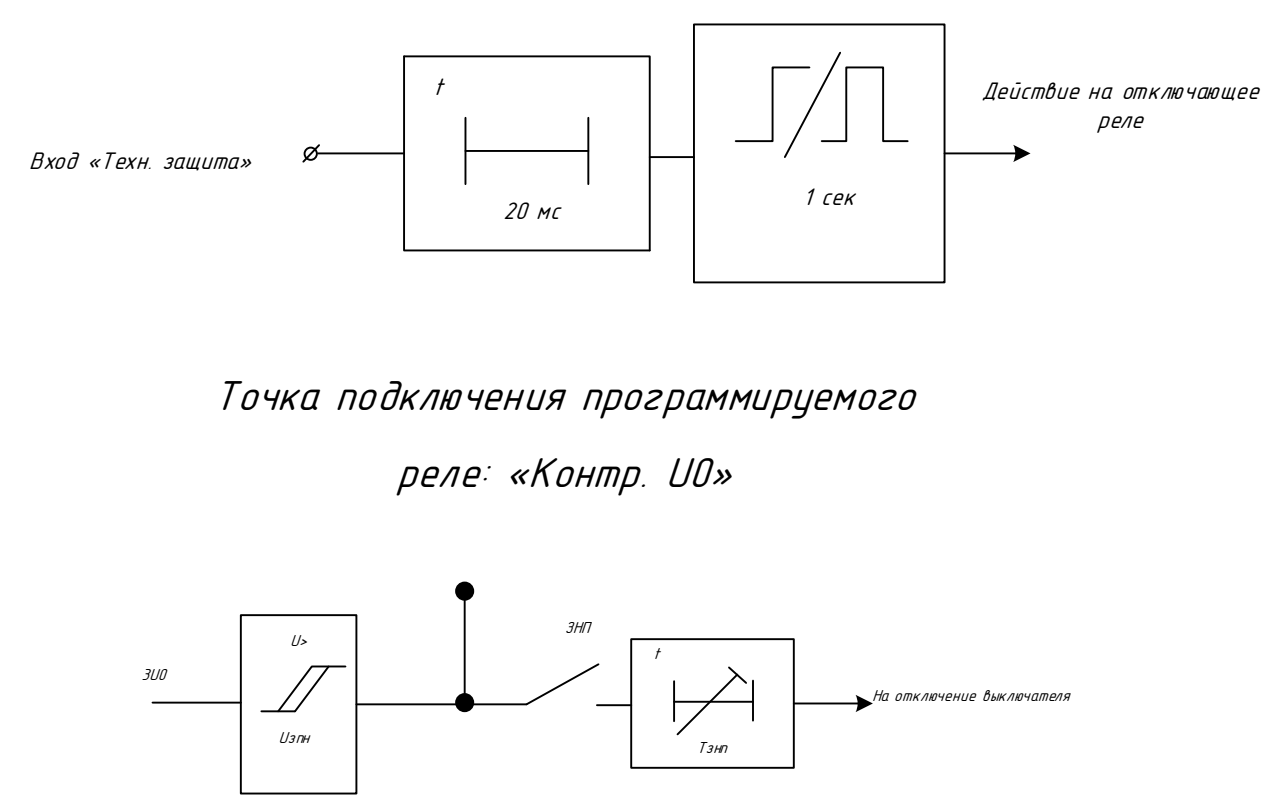 t
Действие на отключающее
реле
Вход «Техн. защита»
1 сек
20 мс
Точка подключения программируемого
реле: «Контр. U0»
ЗНП
U>
t
3U0
На отключение выключателя
Uзпн
Тзнп